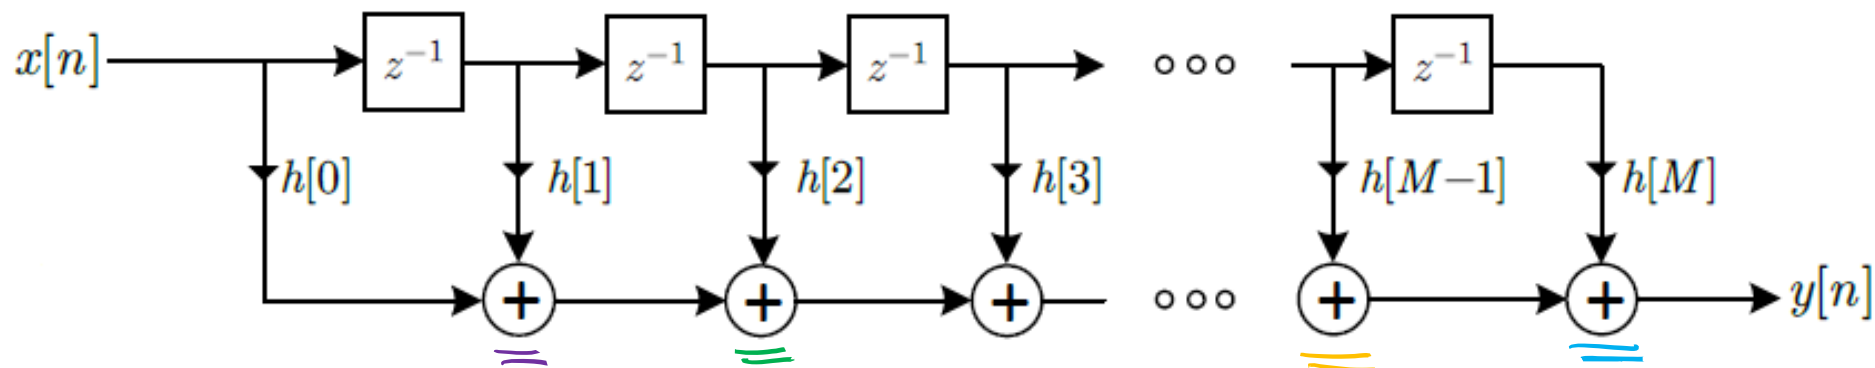 x[n] z⁻¹ z⁻¹ z⁻¹ z⁻¹
h[0] h[1] h[2] h[3] h[M−1] h[M]
+ + + + + y[n]